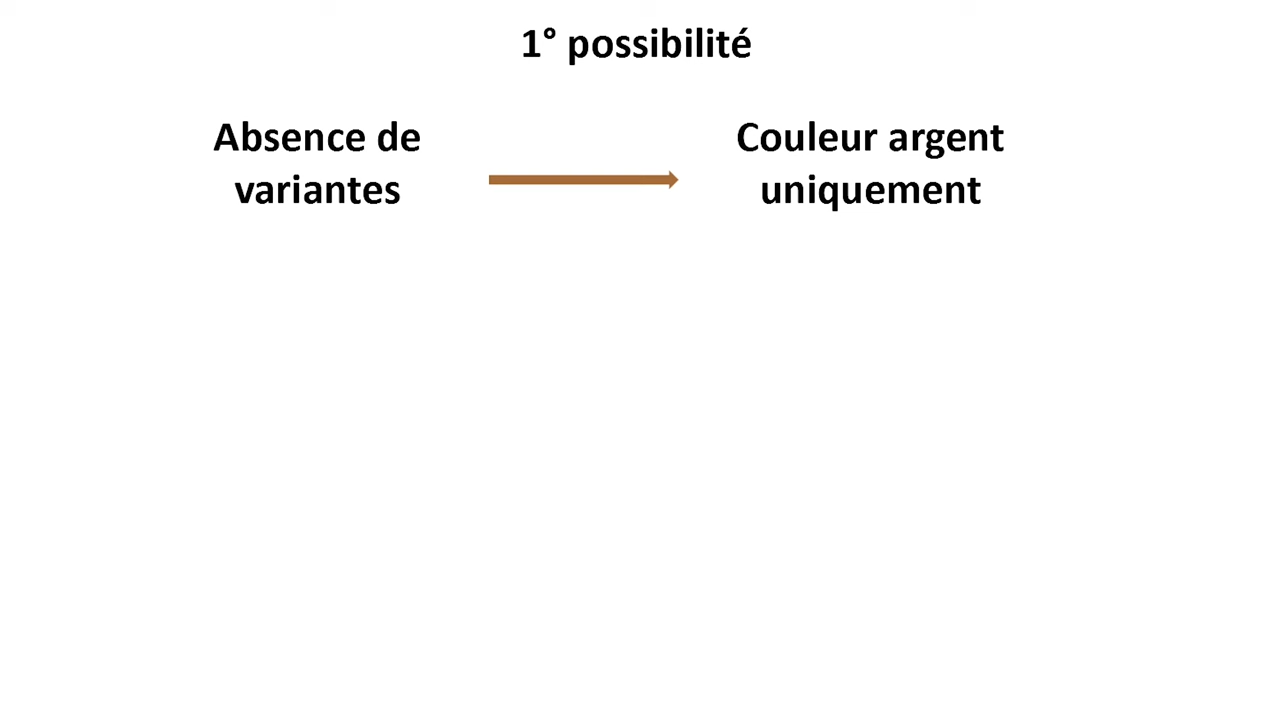 1° possibilité
Absence de
variantes
Couleur argent
uniquement